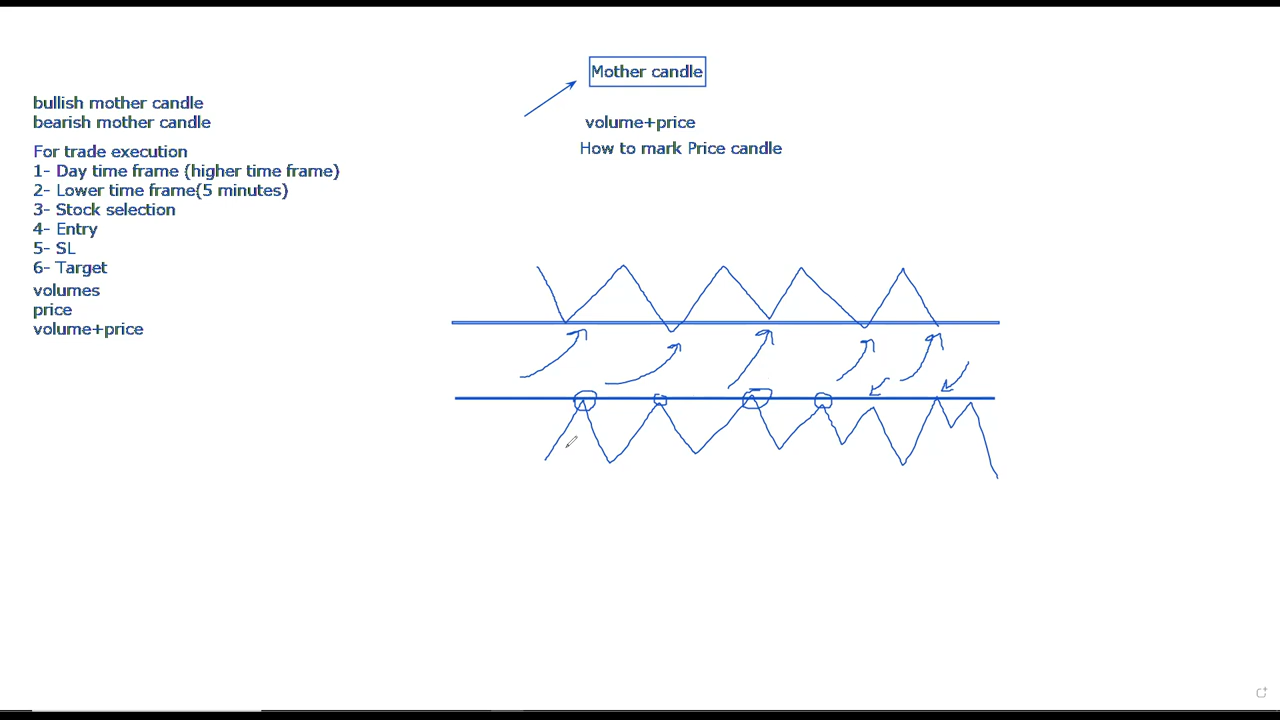 Mother candle
bullish mother candle
bearish mother candle
volume+price
How to mark Price candle
For trade execution
1- Day time frame (higher time frame)
2- Lower time frame(5 minutes)
3- Stock selection
4- Entry
5- SL
6- Target
volumes
price
volume+price